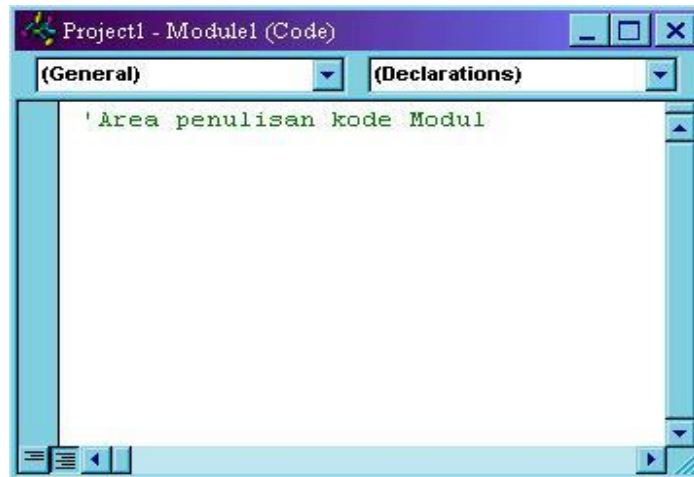 Project1 - Module1 (Code)
(General) (Declarations)
'Area penulisan kode Modul